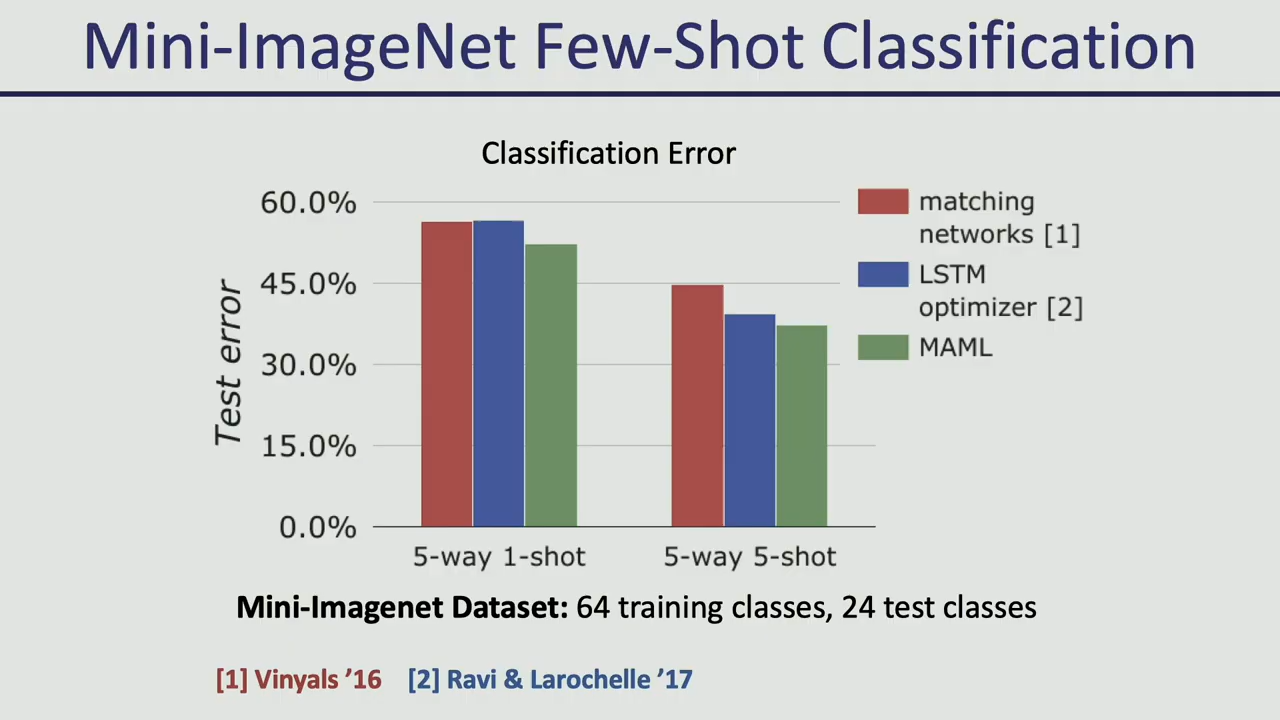 Mini-ImageNet Few-Shot Classification
Classification Error
60.0%
45.0%
30.0%
15.0%
0.0%
Test error
5-way 1-shot
5-way 5-shot
matching
networks [1]
LSTM
optimizer [2]
MAML
Mini-Imagenet Dataset: 64 training classes, 24 test classes
[1] Vinyals ’16 [2] Ravi & Larochelle ’17